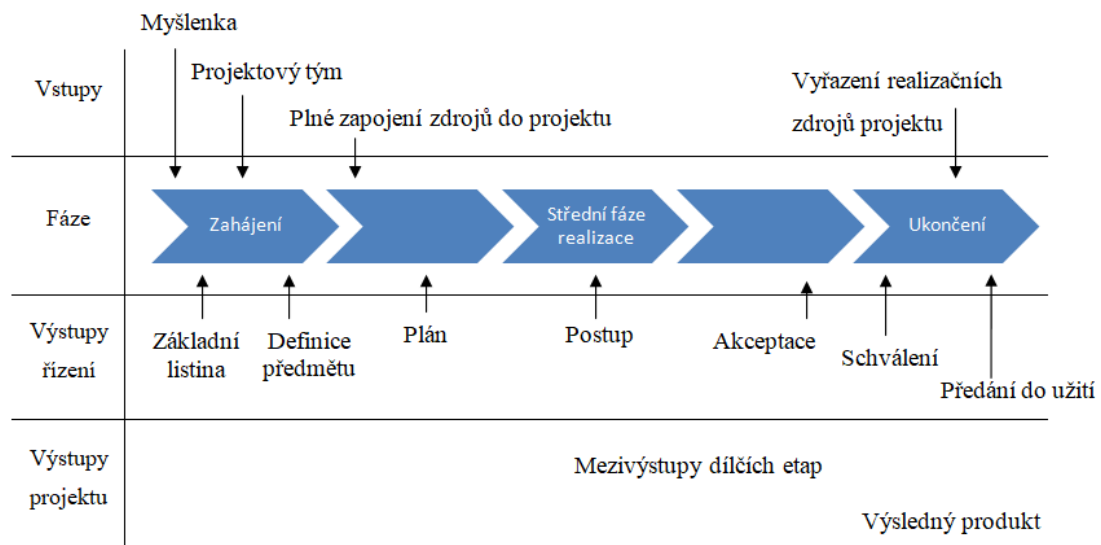 Myšlenka
Vstupy
Projektový tým
Plné zapojení zdrojů do projektu
Vyřazení realizačních
zdrojů projektu
Fáze
Zahájení
Střední fáze
realizace
Ukončení
Výstupy
řízení
Základní
listina
Definice
předmětu
Plán
Postup
Akceptace
Schválení
Předání do užití
Výstupy
projektu
Mezivýstupy dílčích etap
Výsledný produkt